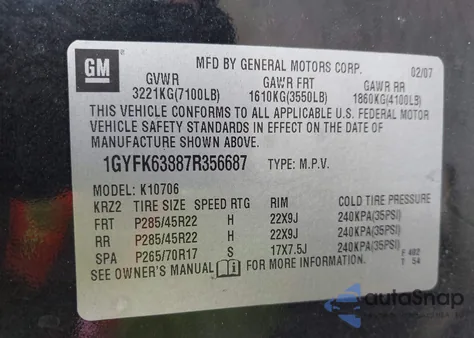 GM
MFD BY GENERAL MOTORS CORP. 02/07
GVWR GAWR FRT GAWR RR
3221KG(7100LB) 1610KG(3550LB) 1860KG(4100LB)
THIS VEHICLE CONFORMS TO ALL APPLICABLE U.S. FEDERAL MOTOR
VEHICLE SAFETY STANDARDS IN EFFECT ON THE DATE OF
MANUFACTURE SHOWN ABOVE.
1GYFK63887R356687 TYPE: M.P.V.
MODEL: K10706
KRZ2 TIRE SIZE SPEED RTG RIM COLD TIRE PRESSURE
FRT P285/45R22 H 22X9J 240KPA(35PSI)
RR P285/45R22 H 22X9J 240KPA(35PSI)
SPA P265/70R17 S 17X7.5J 240KPA(35PSI)
SEE OWNER'S MANUAL FOR MORE INFORMATION.
F 402
T 54
autoSnap